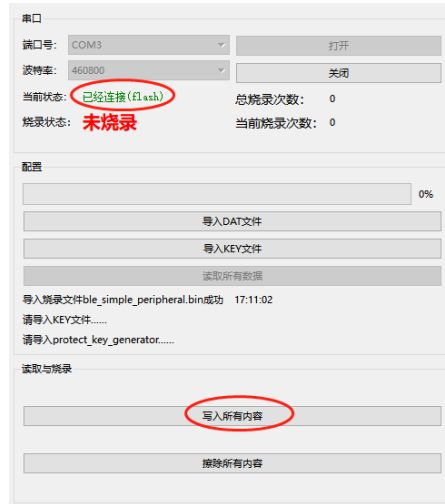 串口
端口号： COM3 打开
波特率： 460800 关闭
当前状态： 已经连接(flash) 总烧录次数： 0
烧录状态： 未烧录 当前烧录次数： 0
配置
0%
导入DAT文件
导入KEY文件
读取所有数据
导入烧录文件ble_simple_peripheral.bin成功 17:11:02
请导入KEY文件......
请导入protect_key_generator......
读取与烧录
写入所有内容
擦除所有内容